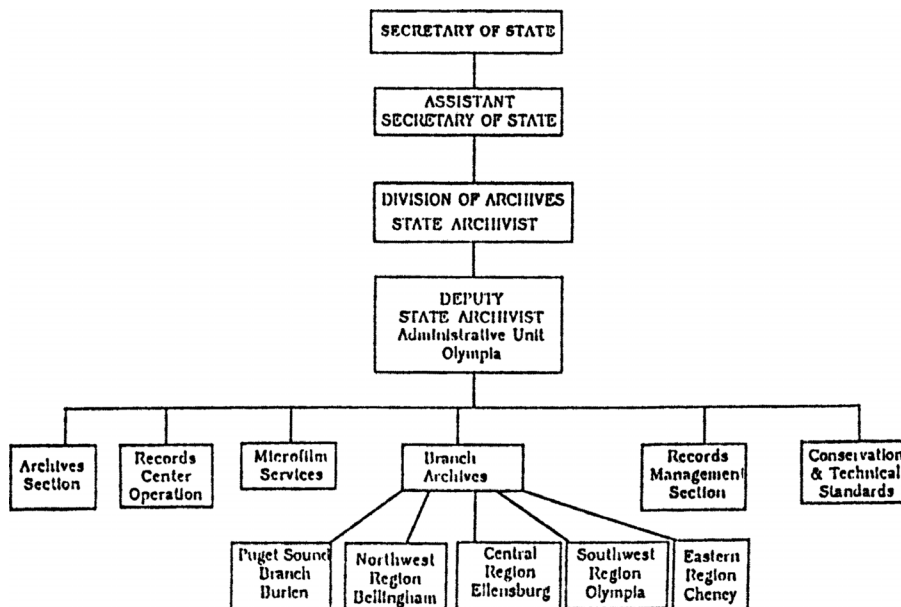 SECRETARY OF STATE
ASSISTANT
SECRETARY OF STATE
DIVISION OF ARCHIVES
STATE ARCHIVIST
DEPUTY
STATE ARCHIVIST
Administrative Unit
Olympia
Archives
Section
Records
Center
Operation
Microfilm
Services
Branch
Archives
Records
Management
Section
Conservation
& Technical
Standards
Puget Sound
Branch
Burien
Northwest
Region
Bellingham
Central
Region
Ellensburg
Southwest
Region
Olympia
Eastern
Region
Cheney